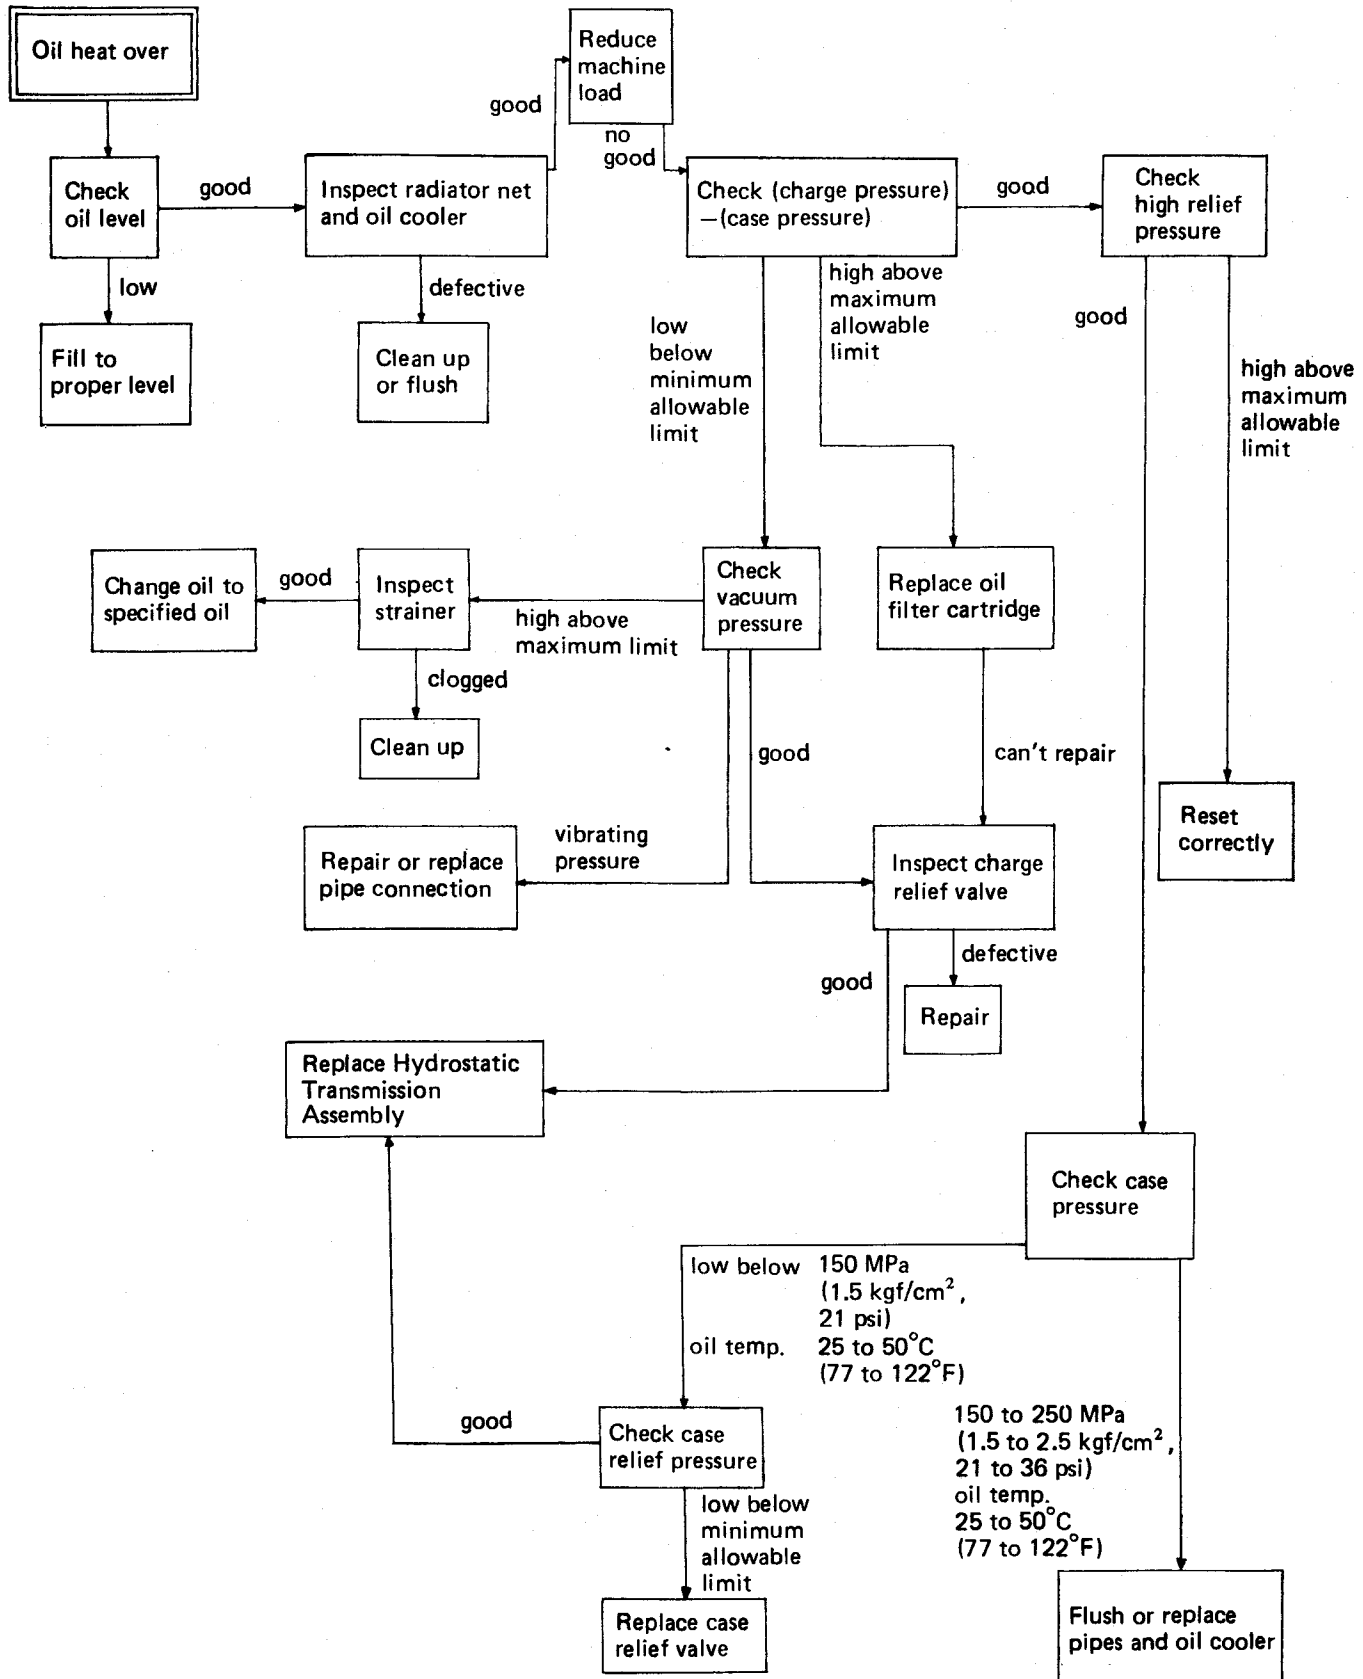 Oil heat over
Reduce
machine
load
good
no
good
Check
oil level
good
Inspect radiator net
and oil cooler
Check (charge pressure)
—(case pressure)
good
Check
high relief
pressure
low
defective
high above
maximum
allowable
limit
good
low
below
minimum
allowable
limit
Fill to
proper level
Clean up
or flush
high above
maximum
allowable
limit
Change oil to
specified oil
good
Inspect
strainer
high above
maximum limit
Check
vacuum
pressure
Replace oil
filter cartridge
clogged
Clean up
good
can't repair
Reset
correctly
vibrating
pressure
Repair or replace
pipe connection
Inspect charge
relief valve
good
defective
Repair
Replace Hydrostatic
Transmission
Assembly
Check case
pressure
low below 150 MPa
(1.5 kgf/cm²,
21 psi)
oil temp. 25 to 50°C
(77 to 122°F)
good
Check case
relief pressure
150 to 250 MPa
(1.5 to 2.5 kgf/cm²,
21 to 36 psi)
oil temp.
25 to 50°C
(77 to 122°F)
low below
minimum
allowable
limit
Replace case
relief valve
Flush or replace
pipes and oil cooler